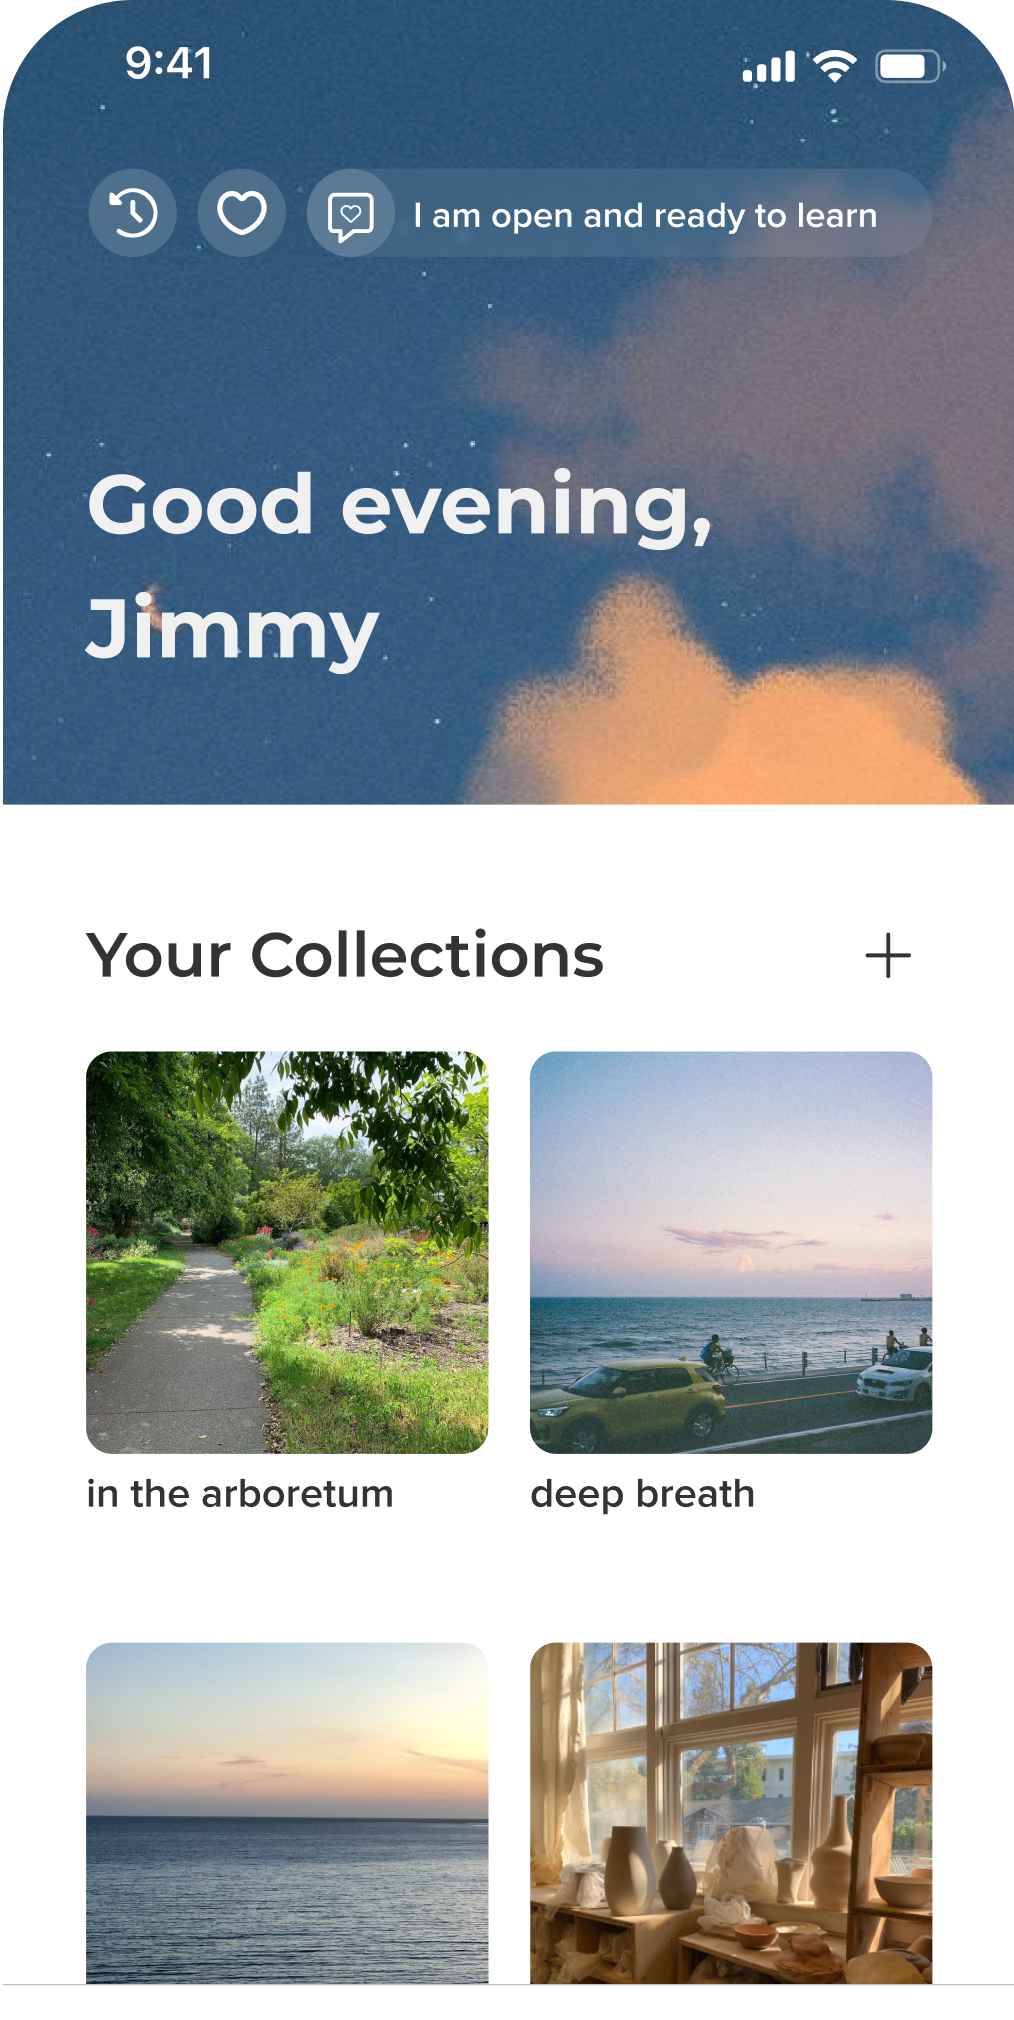 9:41
I am open and ready to learn
Good evening,
Jimmy
Your Collections
in the arboretum
deep breath